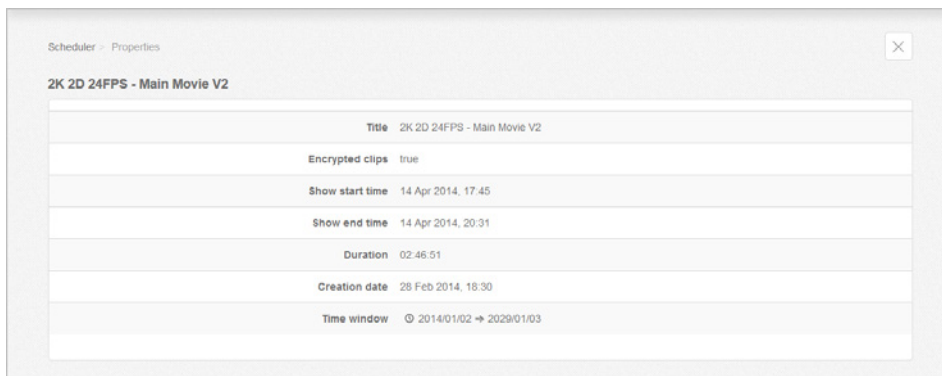 Scheduler > Properties
2K 2D 24FPS - Main Movie V2
Title 2K 2D 24FPS - Main Movie V2
Encrypted clips true
Show start time 14 Apr 2014, 17:45
Show end time 14 Apr 2014, 20:31
Duration 02:46:51
Creation date 28 Feb 2014, 18:30
Time window 2014/01/02 → 2029/01/03